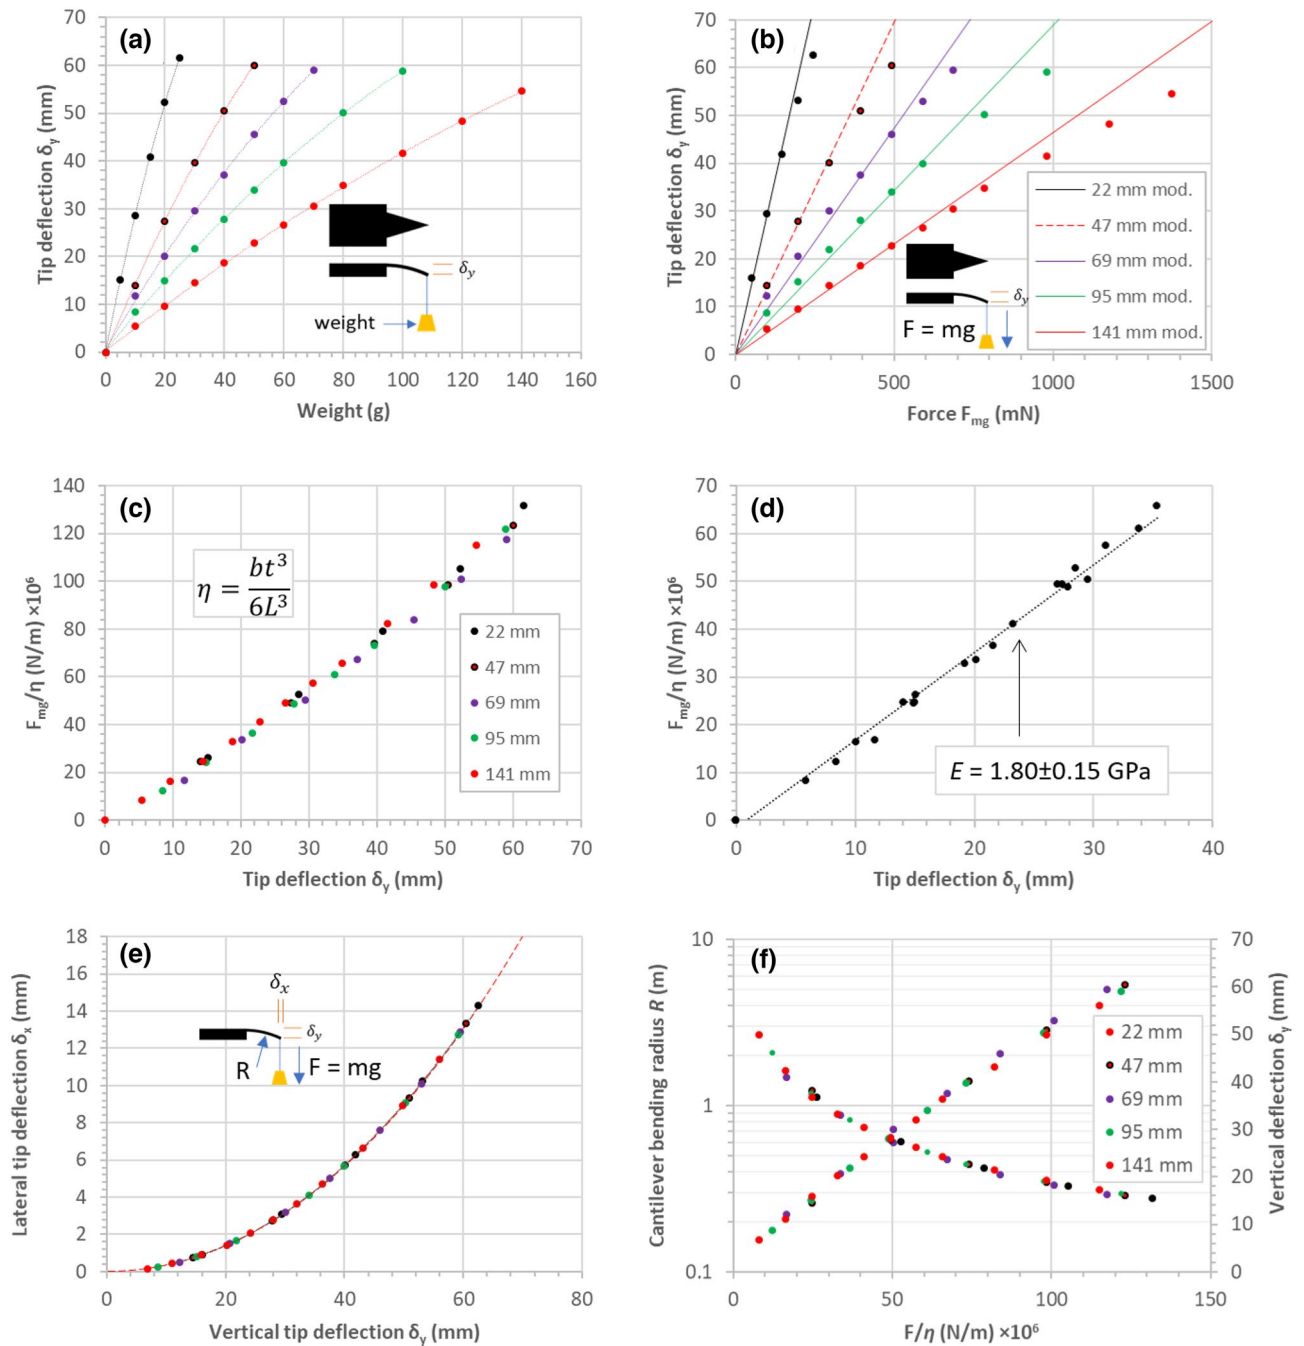 (a)
Tip deflection δy (mm)
70
60
50
40
30
20
10
0
δy
weight
0 20 40 60 80 100 120 140 160
Weight (g)
(b)
Tip deflection δy (mm)
70
60
50
40
30
20
10
0
22 mm mod.
47 mm mod.
69 mm mod.
95 mm mod.
141 mm mod.
δy
F = mg
0 500 1000 1500
Force Fmg (mN)
(c)
Fmg/η (N/m) ×10⁶
140
120
100
80
60
40
20
0
η = bt³/6L³
22 mm
47 mm
69 mm
95 mm
141 mm
0 10 20 30 40 50 60 70
Tip deflection δy (mm)
(d)
Fmg/η (N/m) ×10⁶
70
60
50
40
30
20
10
0
E = 1.80±0.15 GPa
0 10 20 30 40
Tip deflection δy (mm)
(e)
Lateral tip deflection δx (mm)
18
16
14
12
10
8
6
4
2
0
δx
δy
R
F = mg
0 20 40 60 80
Vertical tip deflection δy (mm)
(f)
Cantilever bending radius R (m)
10
1
0.1
22 mm
47 mm
69 mm
95 mm
141 mm
70
60
50
40
30
20
10
0
Vertical deflection δy (mm)
0 50 100 150
F/η (N/m) ×10⁶